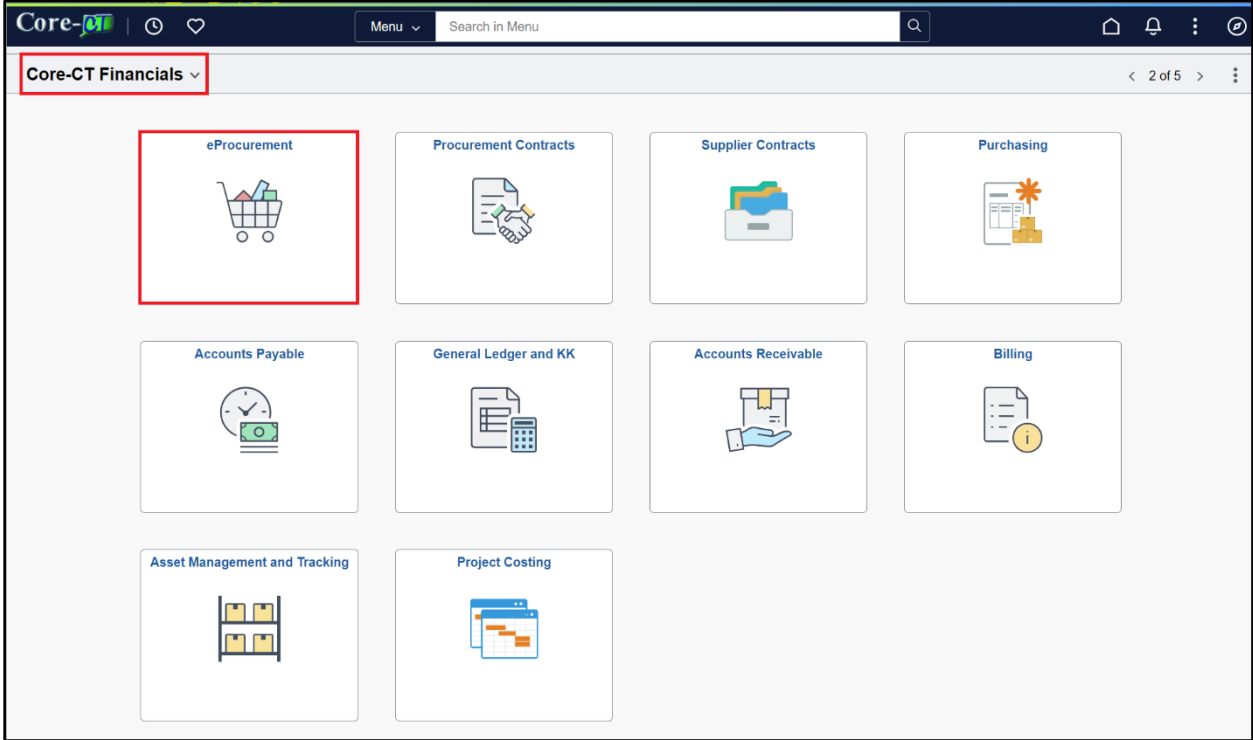 Core-CT
Menu
Search in Menu
Core-CT Financials
2 of 5
eProcurement
Procurement Contracts
Supplier Contracts
Purchasing
Accounts Payable
General Ledger and KK
Accounts Receivable
Billing
Asset Management and Tracking
Project Costing